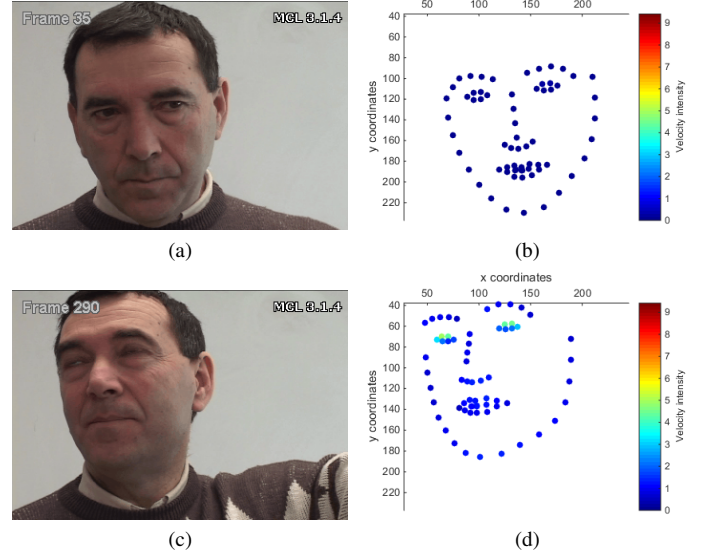 Frame 35
MGL 3.1.4
50 100 150 200
40
60
80
100
120
140
160
180
200
220
y coordinates
9
8
7
6
5
4
3
2
1
0
Velocity intensity
(a)
(b)
Frame 290
MGL 3.1.4
x coordinates
50 100 150 200
40
60
80
100
120
140
160
180
200
220
y coordinates
9
8
7
6
5
4
3
2
1
0
Velocity intensity
(c)
(d)